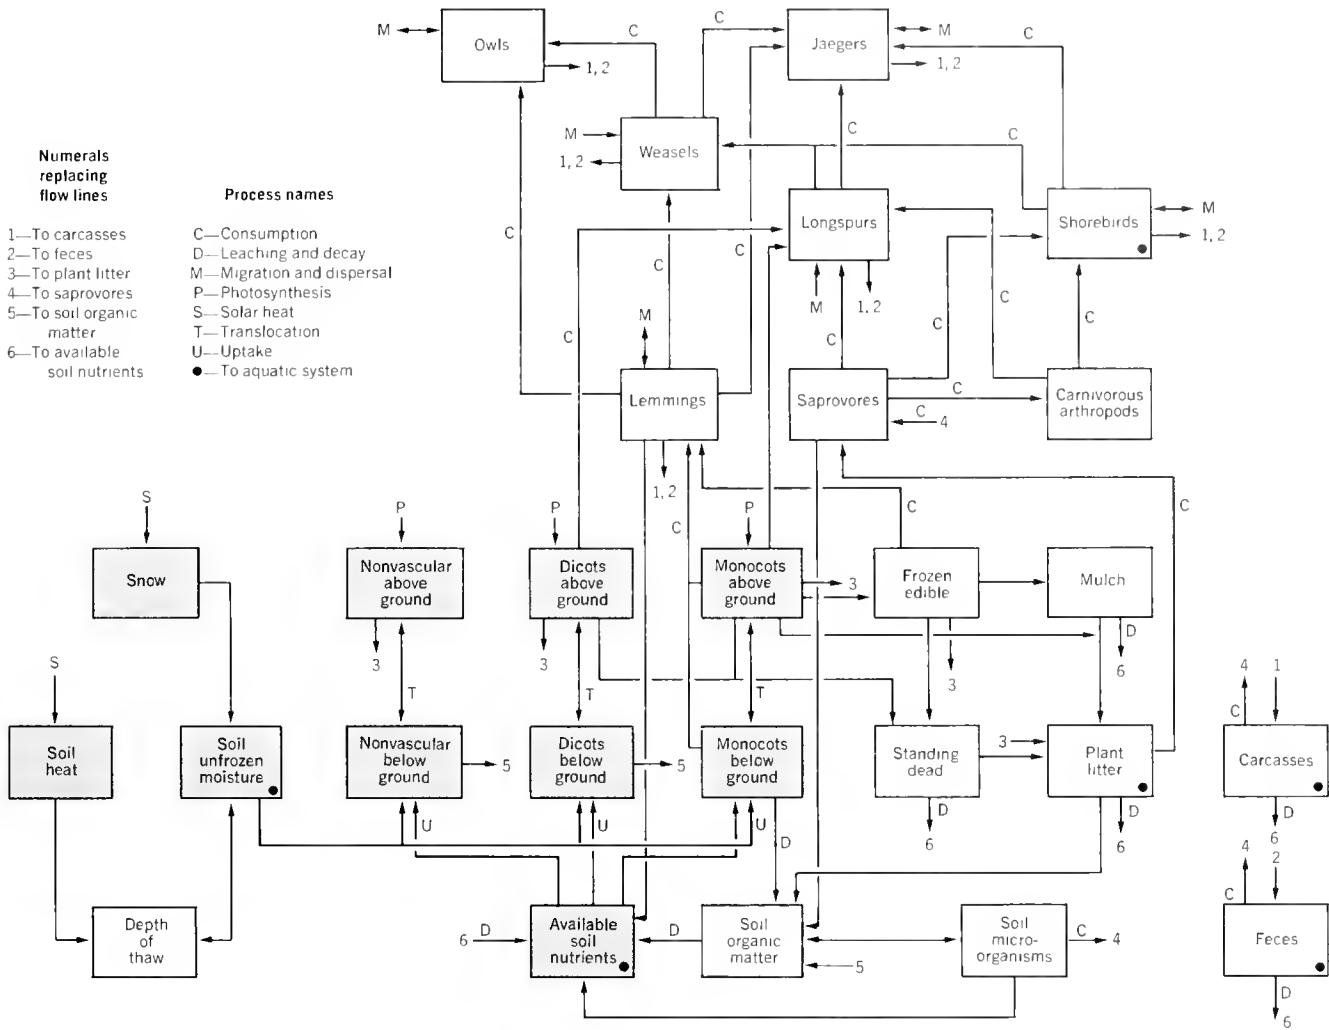 M
Owls
C
1, 2
C
Jaegers
M
1, 2
C
Numerals
replacing
flow lines
1—To carcasses
2—To feces
3—To plant litter
4—To saprovores
5—To soil organic
matter
6—To available
soil nutrients
Process names
C—Consumption
D—Leaching and decay
M—Migration and dispersal
P—Photosynthesis
S—Solar heat
T—Translocation
U—Uptake
●—To aquatic system
M
1, 2
Weasels
C
C
Longspurs
Shorebirds
M
1, 2
C
C
C
M
1, 2
C
C
C
C
M
C
Lemmings
1, 2
Saprovores
C
C
4
Carnivorous
arthropods
S
P
P
C
P
C
C
Snow
Nonvascular
above
ground
Dicots
above
ground
Monocots
above
ground
3
Frozen
edible
Mulch
3
3
3
D
6
S
T
T
T
4
1
C
Soil
heat
Soil
unfrozen
moisture
Nonvascular
below
ground
5
Dicots
below
ground
5
Monocots
below
ground
Standing
dead
3
Plant
litter
Carcasses
U
U
U
D
D
6
D
6
D
6
4
2
C
Depth
of
thaw
6
D
Available
soil
nutrients
D
Soil
organic
matter
5
Soil
micro-
organisms
C
4
Feces
D
6